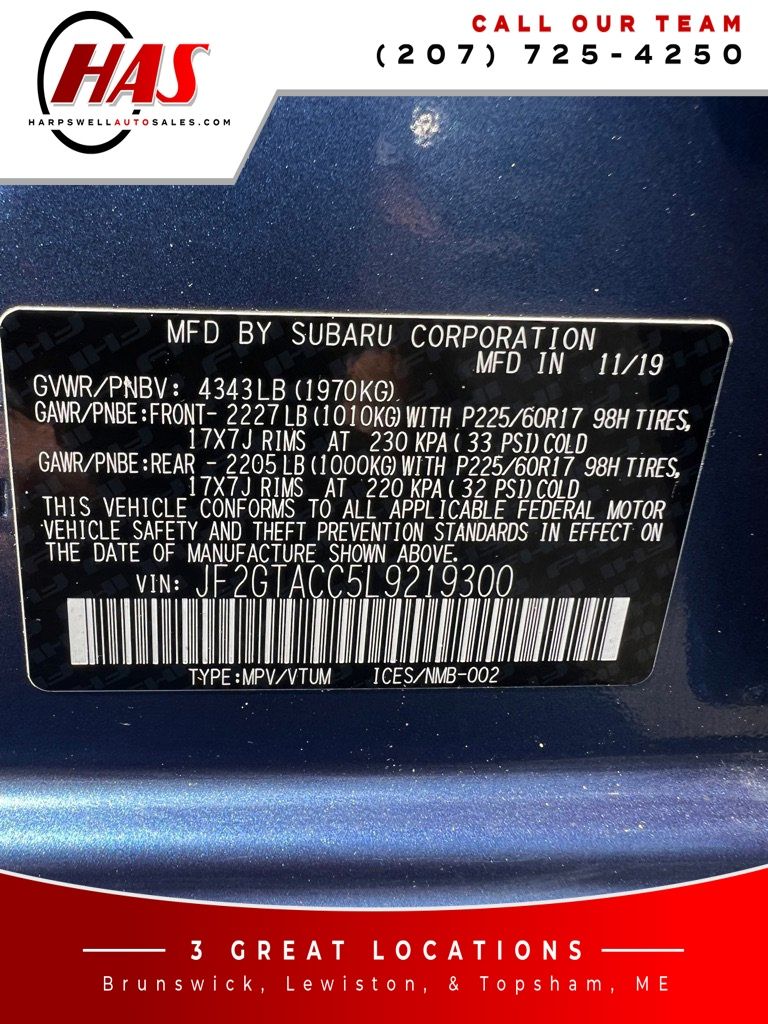 HAS
HARPSWELLAUTOSALES.COM
CALL OUR TEAM
(207) 725-4250
MFD BY SUBARU CORPORATION
MFD IN 11/19
GVWR/PNBV: 4343LB(1970KG)
GAWR/PNBE:FRONT- 2227LB(1010KG)WITH P225/60R17 98H TIRES,
17X7J RIMS AT 230 KPA( 33 PSI)COLD
GAWR/PNBE:REAR - 2205LB(1000KG)WITH P225/60R17 98H TIRES,
17X7J RIMS AT 220 KPA( 32 PSI)COLD
THIS VEHICLE CONFORMS TO ALL APPLICABLE FEDERAL MOTOR
VEHICLE SAFETY AND THEFT PREVENTION STANDARDS IN EFFECT ON
THE DATE OF MANUFACTURE SHOWN ABOVE.
VIN: JF2GTACC5L9219300
TYPE:MPV/VTUM ICES/NMB-002
3 GREAT LOCATIONS
Brunswick, Lewiston, & Topsham, ME